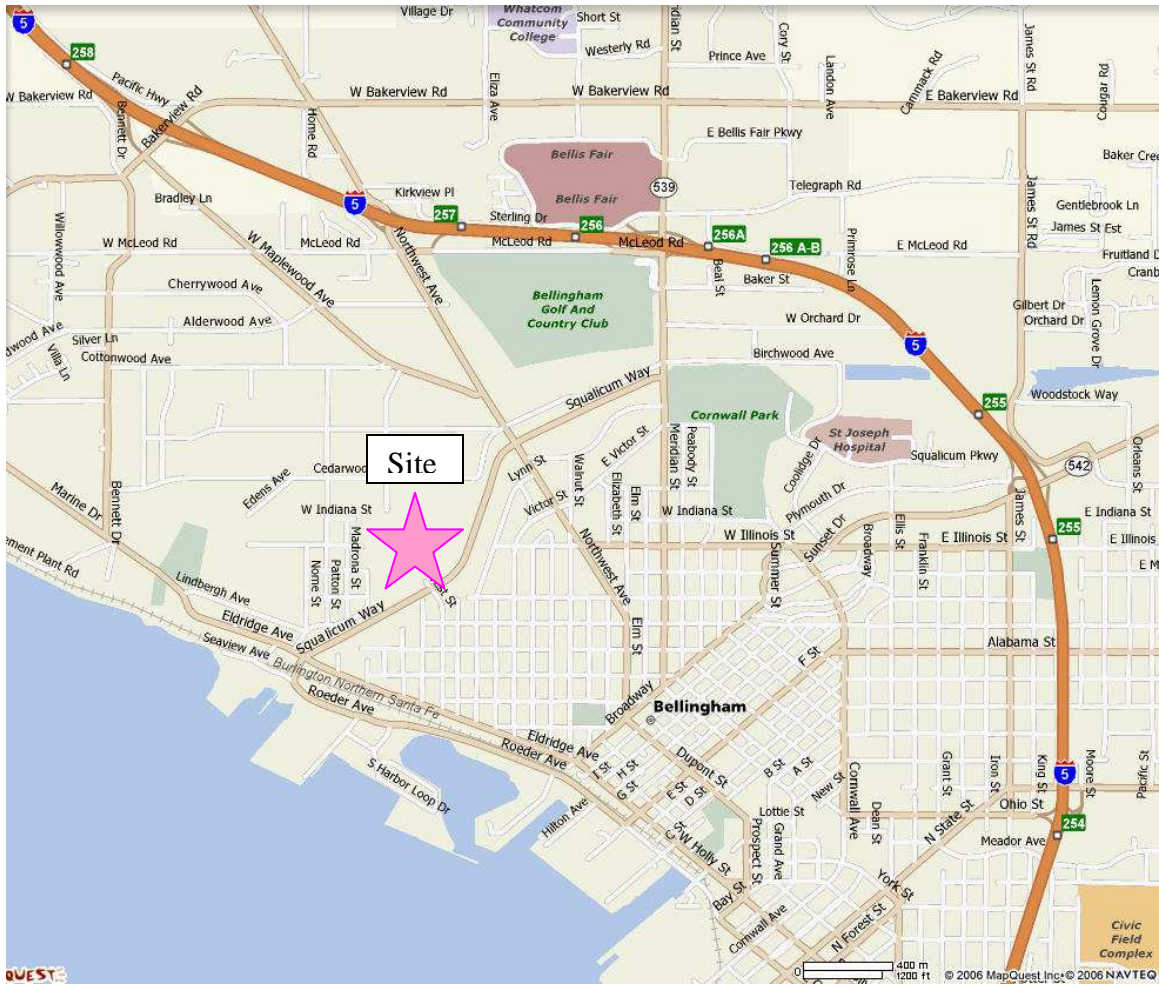 5
258
Village Dr
Whatcom
Community
College
Short St
Westerly Rd
Prince Ave
Cory St
Landon Ave
Cammack Rd
James St Rd
Cougar Rd
Pacific Hwy
W Bakerview Rd
Bennett Dr
Bakerview Rd
Home Rd
Eliza Ave
W Bakerview Rd
W Bakerview Rd
E Bakerview Rd
E Bellis Fair Pkwy
Bellis Fair
Bellis Fair
539
Telegraph Rd
Baker
Gentlebrook Ln
James St Est
James St Rd
Bradley Ln
Kirkview Pl
5
257
Sterling Dr
256
256A
256 A-B
W McLeod Rd
McLeod Rd
McLeod Rd
McLeod Rd
E McLeod Rd
Fruitland
Willowwood Ave
W Maplewood Ave
Northwest Ave
Beal St
Baker St
Primrose Ln
Cherrywood Ave
Bellingham
Golf And
Country Club
Gilbert Dr
Orchard Dr
Lemon Grove Dr
Alderwood Ave
W Orchard Dr
Silver Ln
Villa Ln
Cottonwood Ave
5
Birchwood Ave
Squalicum Way
Woodstock Way
255
Cornwall Park
St Joseph
Hospital
Site
Meridian St
Peabody St
E Victor St
Lynn St
Walnut St
Victor St
Elizabeth St
Elm St
Coolidge Dr
Squalicum Pkwy
542
Orleans St
Edens Ave
Marine Dr
Bennett Dr
W Indiana St
W Indiana St
Plymouth Dr
Sunset Dr
James St
E Indiana St
255
Madrona St
Patton St
Nome St
W Illinois St
Broadway
Ellis St
Franklin St
E Illinois St
E Illinois
Lindbergh Ave
Northwest Ave
Summer St
Squalicum Way
Eldridge Ave
Seaview Ave
Elm St
Alabama St
F St
Burlington Northern Santa Fe
Roeder Ave
Broadway
Bellingham
Eldridge Ave
Roeder Ave
S Harbor Loop Dr
Hilton Ave
I St
H St
G St
Dupont St
E St
D St
B St
A St
New St
Cornwall Ave
Grant St
Iron St
King St
5
Moore St
Pacific St
Ohio St
254
Lottie St
Dean St
N State St
Meador Ave
W Holly St
Prospect St
Grand Ave
Bay St
York St
N Forest St
Cornwall Ave
Civic
Field
Complex
0
400 m
1200 ft
© 2006 MapQuest Inc.© 2006 NAVTEQ